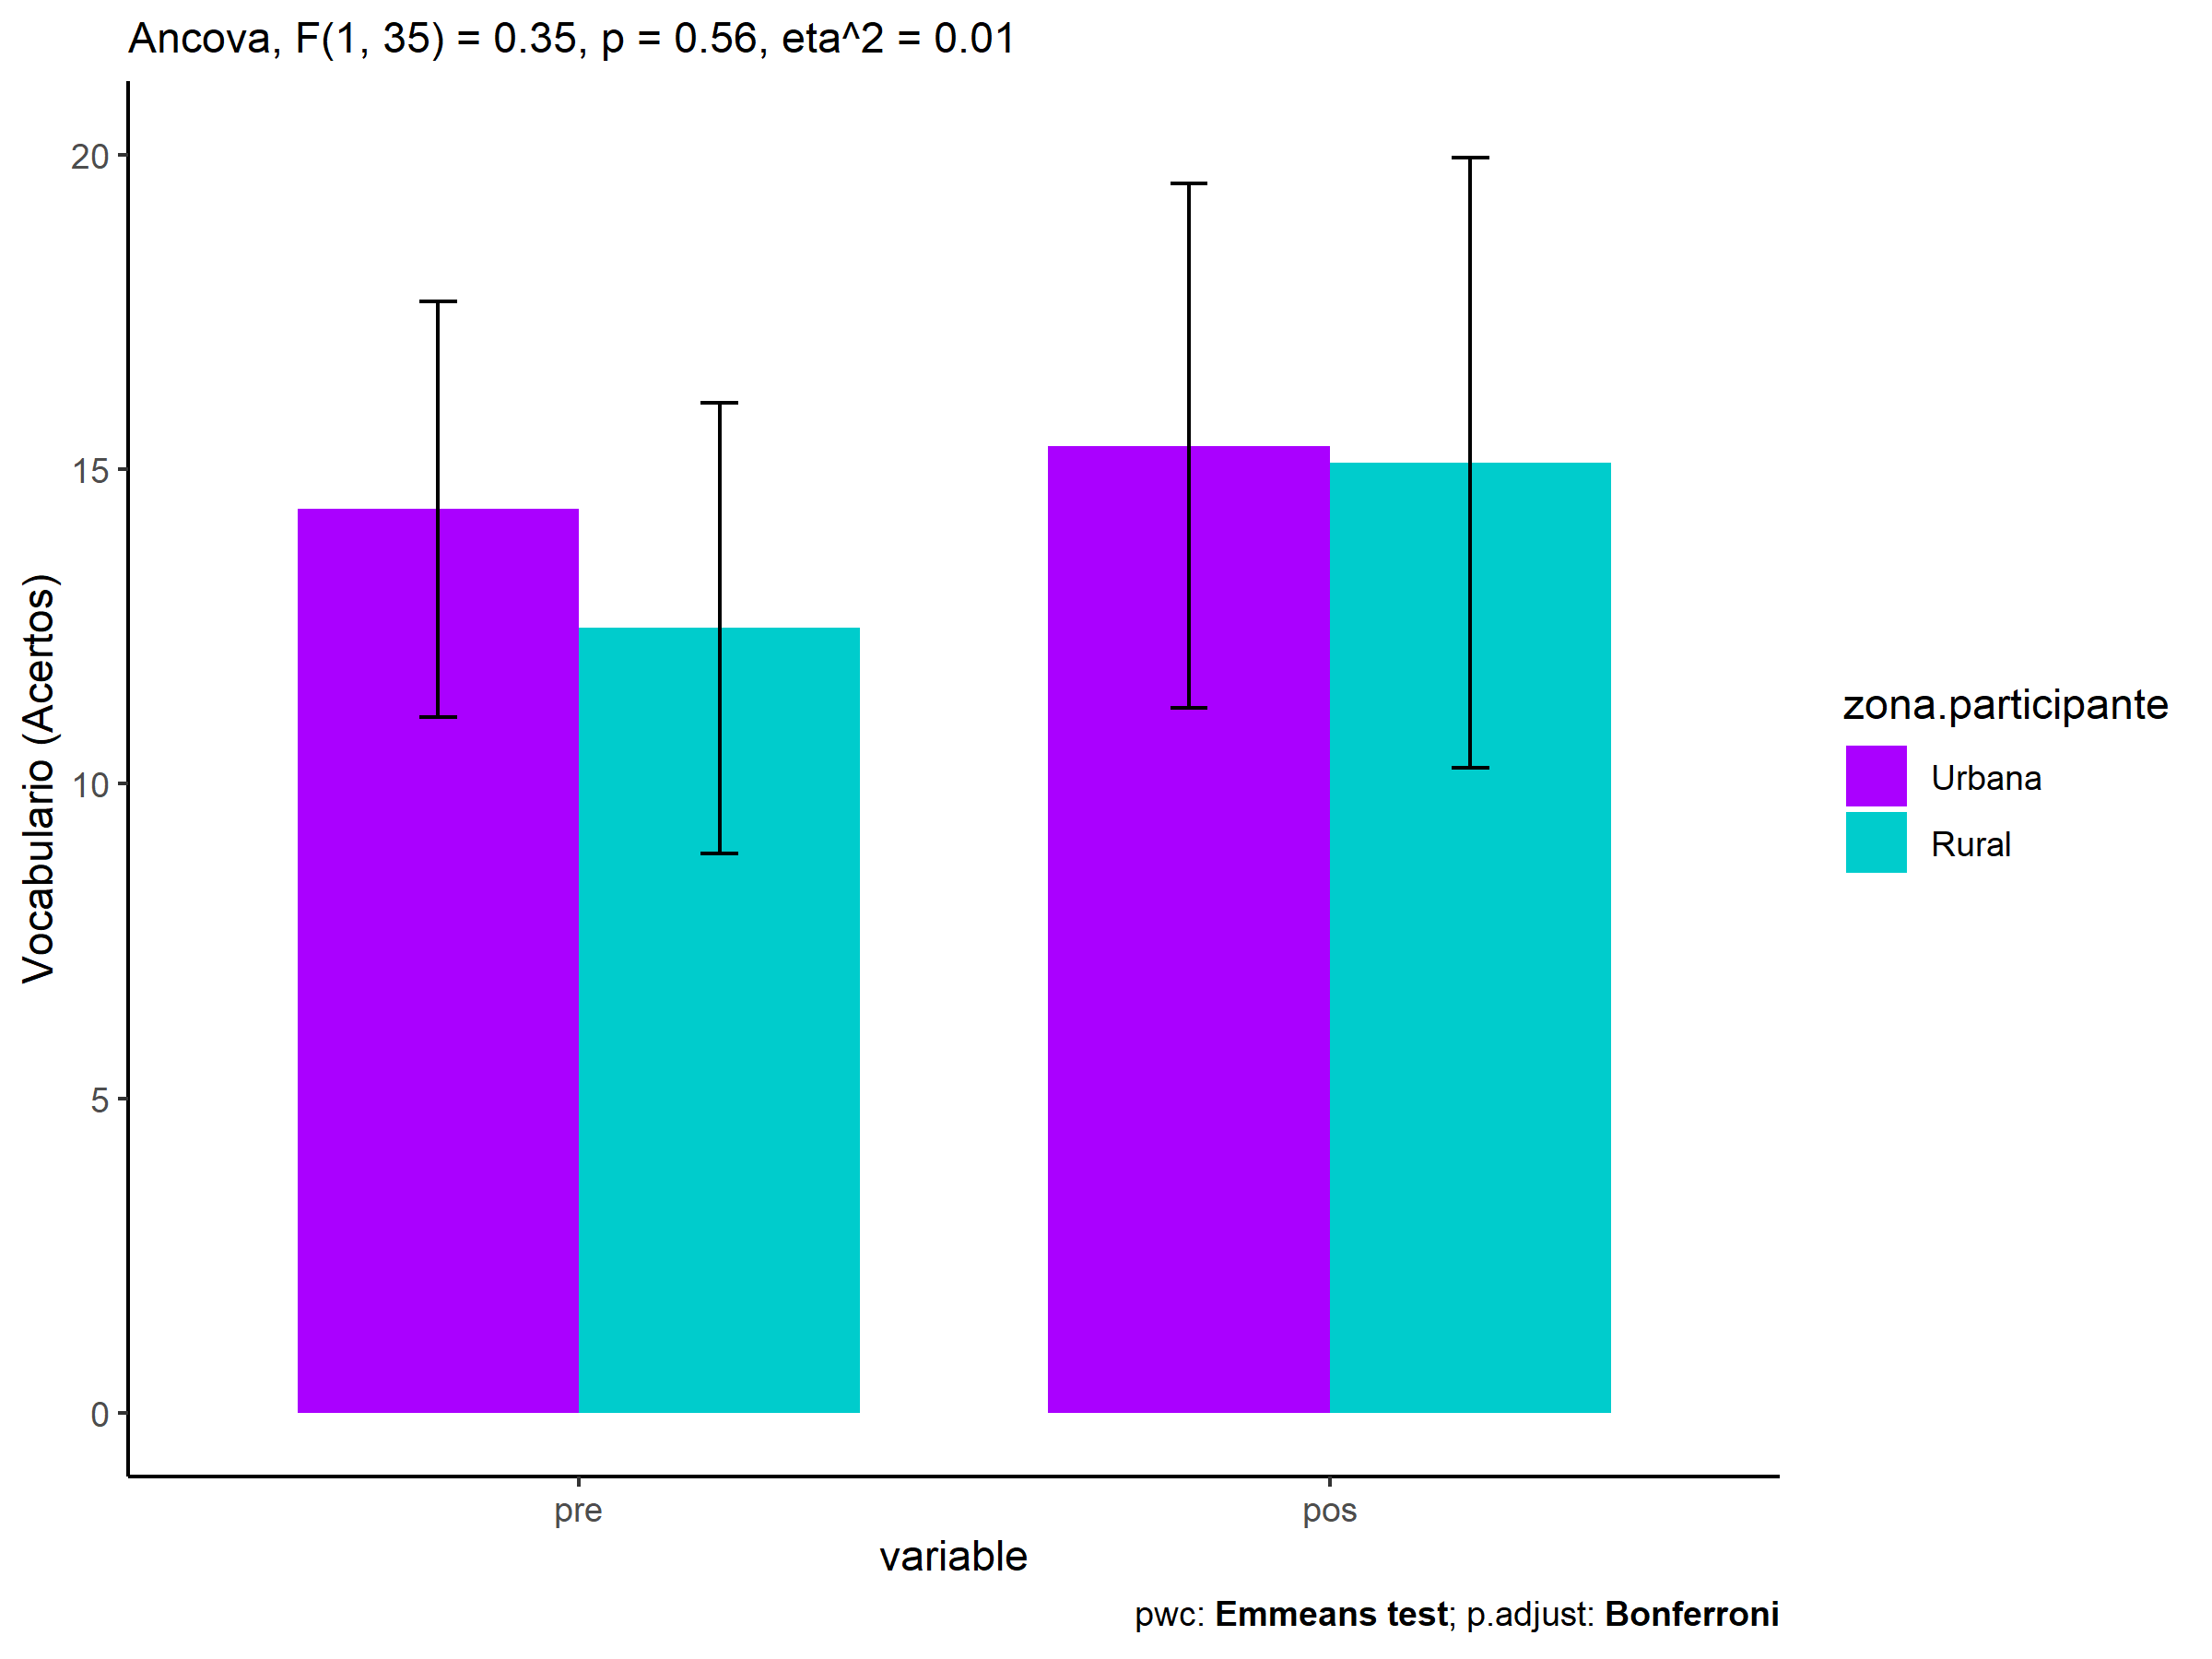 Ancova, F(1, 35) = 0.35, p = 0.56, eta^2 = 0.01
Vocabulario (Acertos)
20
15
10
5
0
pre
pos
variable
zona.participante
Urbana
Rural
pwc: Emmeans test; p.adjust: Bonferroni